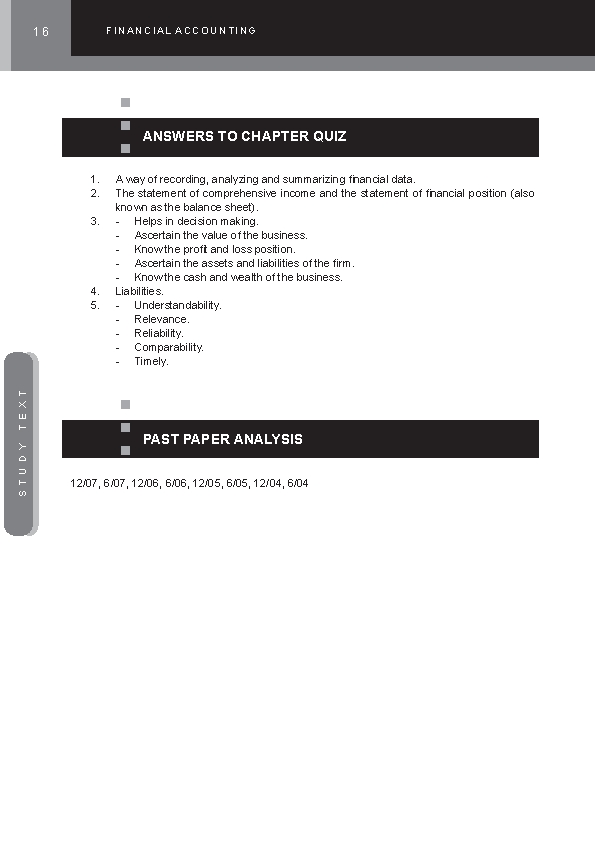 16
FINANCIAL ACCOUNTING
ANSWERS TO CHAPTER QUIZ
1. A way of recording, analyzing and summarizing financial data.
2. The statement of comprehensive income and the statement of financial position (also
known as the balance sheet).
3. - Helps in decision making.
- Ascertain the value of the business.
- Know the profit and loss position.
- Ascertain the assets and liabilities of the firm.
- Know the cash and wealth of the business.
4. Liabilities.
5. - Understandability.
- Relevance.
- Reliability.
- Comparability.
- Timely.
STUDY TEXT
PAST PAPER ANALYSIS
12/07, 6/07, 12/06, 6/06, 12/05, 6/05, 12/04, 6/04